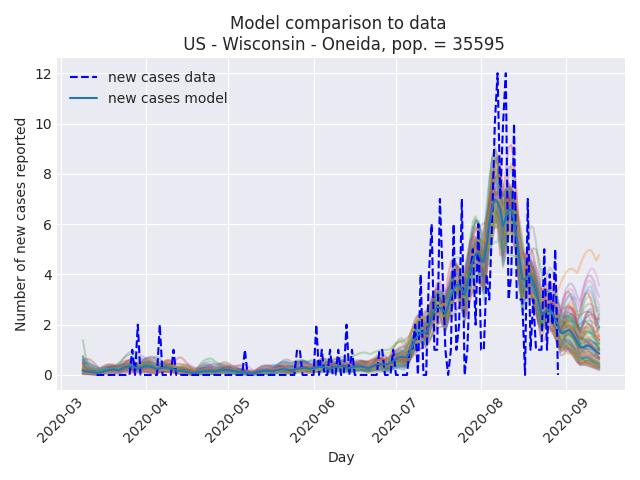 Model comparison to data
US - Wisconsin - Oneida, pop. = 35595
new cases data
new cases model
Number of new cases reported
12
10
8
6
4
2
0
2020-03
2020-04
2020-05
2020-06
2020-07
2020-08
2020-09
Day